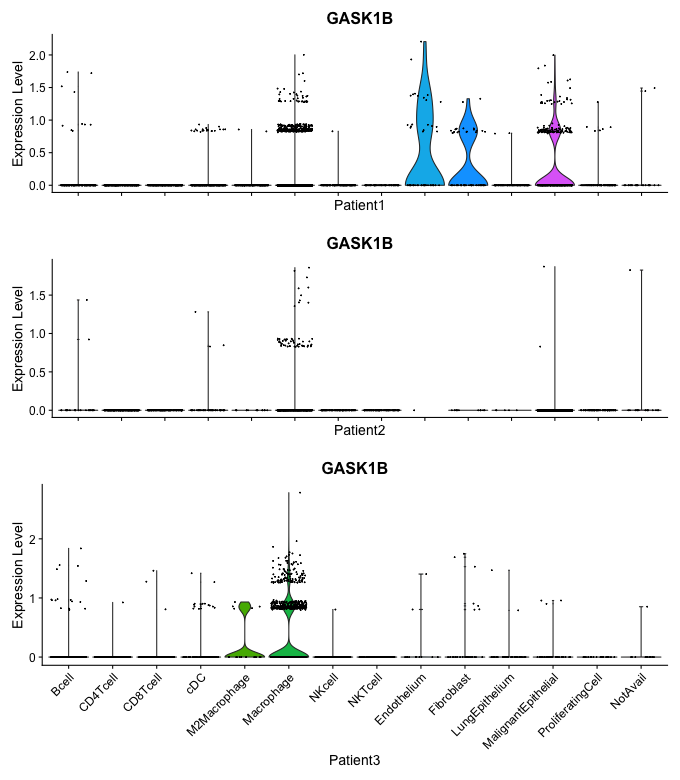 GASK1B
Expression Level
2.0
1.5
1.0
0.5
0.0
Patient1
GASK1B
Expression Level
1.5
1.0
0.5
0.0
Patient2
GASK1B
Expression Level
2
1
0
Bcell
CD4Tcell
CD8Tcell
cDC
M2Macrophage
Macrophage
NKcell
NKTcell
Endothelium
Fibroblast
LungEpithelium
MalignantEpithelial
ProliferatingCell
NotAvail
Patient3